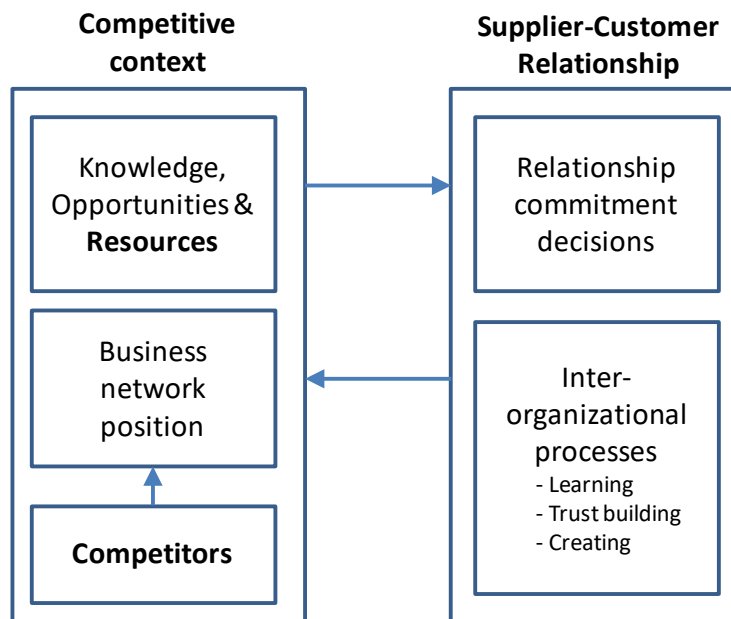 Competitive
context
Knowledge,
Opportunities &
Resources
Business
network
position
Competitors
Supplier-Customer
Relationship
Relationship
commitment
decisions
Inter-
organizational
processes
- Learning
- Trust building
- Creating